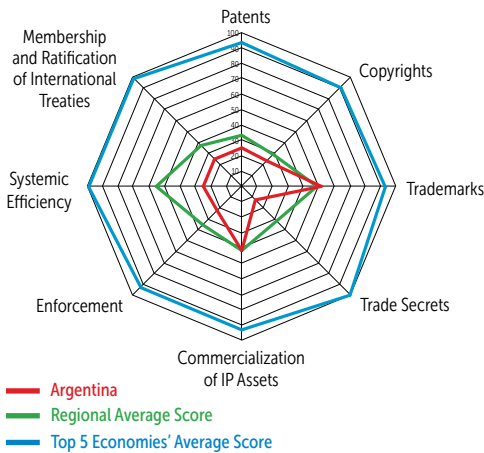 Patents
Membership
and Ratification
of International
Treaties
Copyrights
100
90
80
70
60
50
40
30
20
10
Systemic
Efficiency
Trademarks
Enforcement
Trade Secrets
Commercialization
of IP Assets
Argentina
Regional Average Score
Top 5 Economies’ Average Score